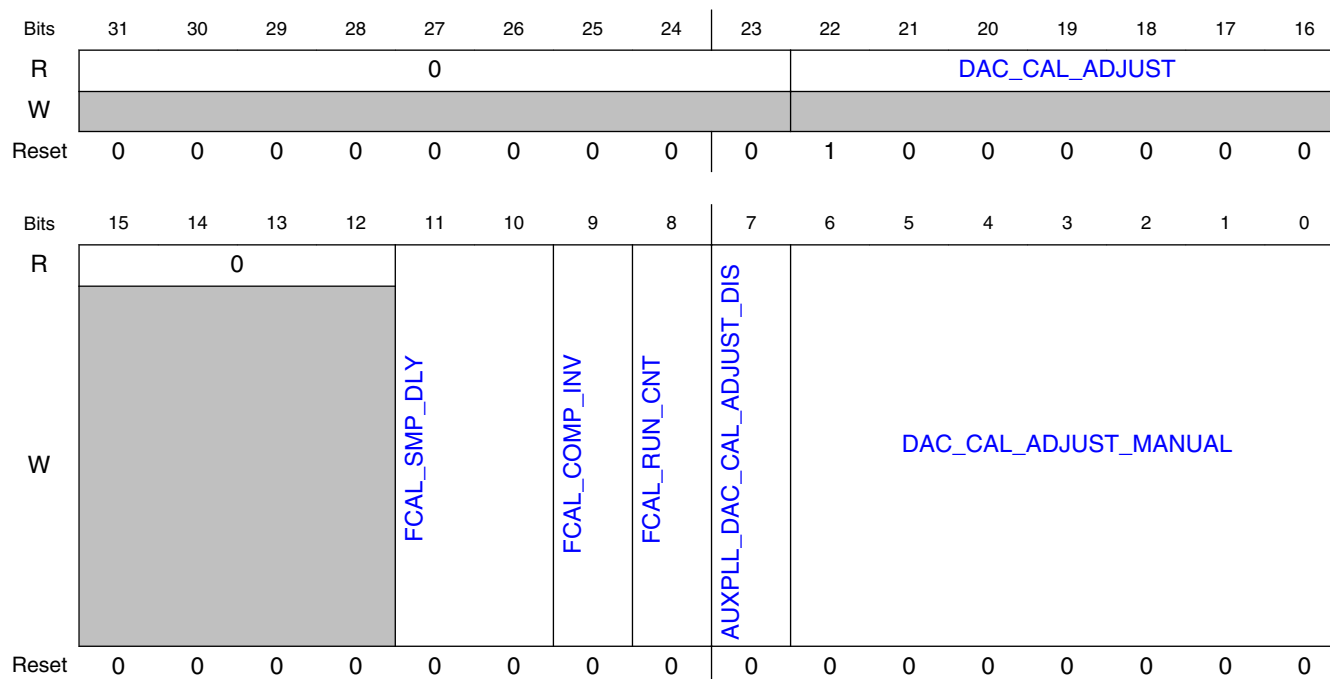 Bits 31 30 29 28 27 26 25 24 23 22 21 20 19 18 17 16
R 0 DAC_CAL_ADJUST
W
Reset 0 0 0 0 0 0 0 0 0 1 0 0 0 0 0 0
Bits 15 14 13 12 11 10 9 8 7 6 5 4 3 2 1 0
R 0
W
FCAL_SMP_DLY
FCAL_COMP_INV
FCAL_RUN_CNT
AUXPLL_DAC_CAL_ADJUST_DIS
DAC_CAL_ADJUST_MANUAL
Reset 0 0 0 0 0 0 0 0 0 0 0 0 0 0 0 0